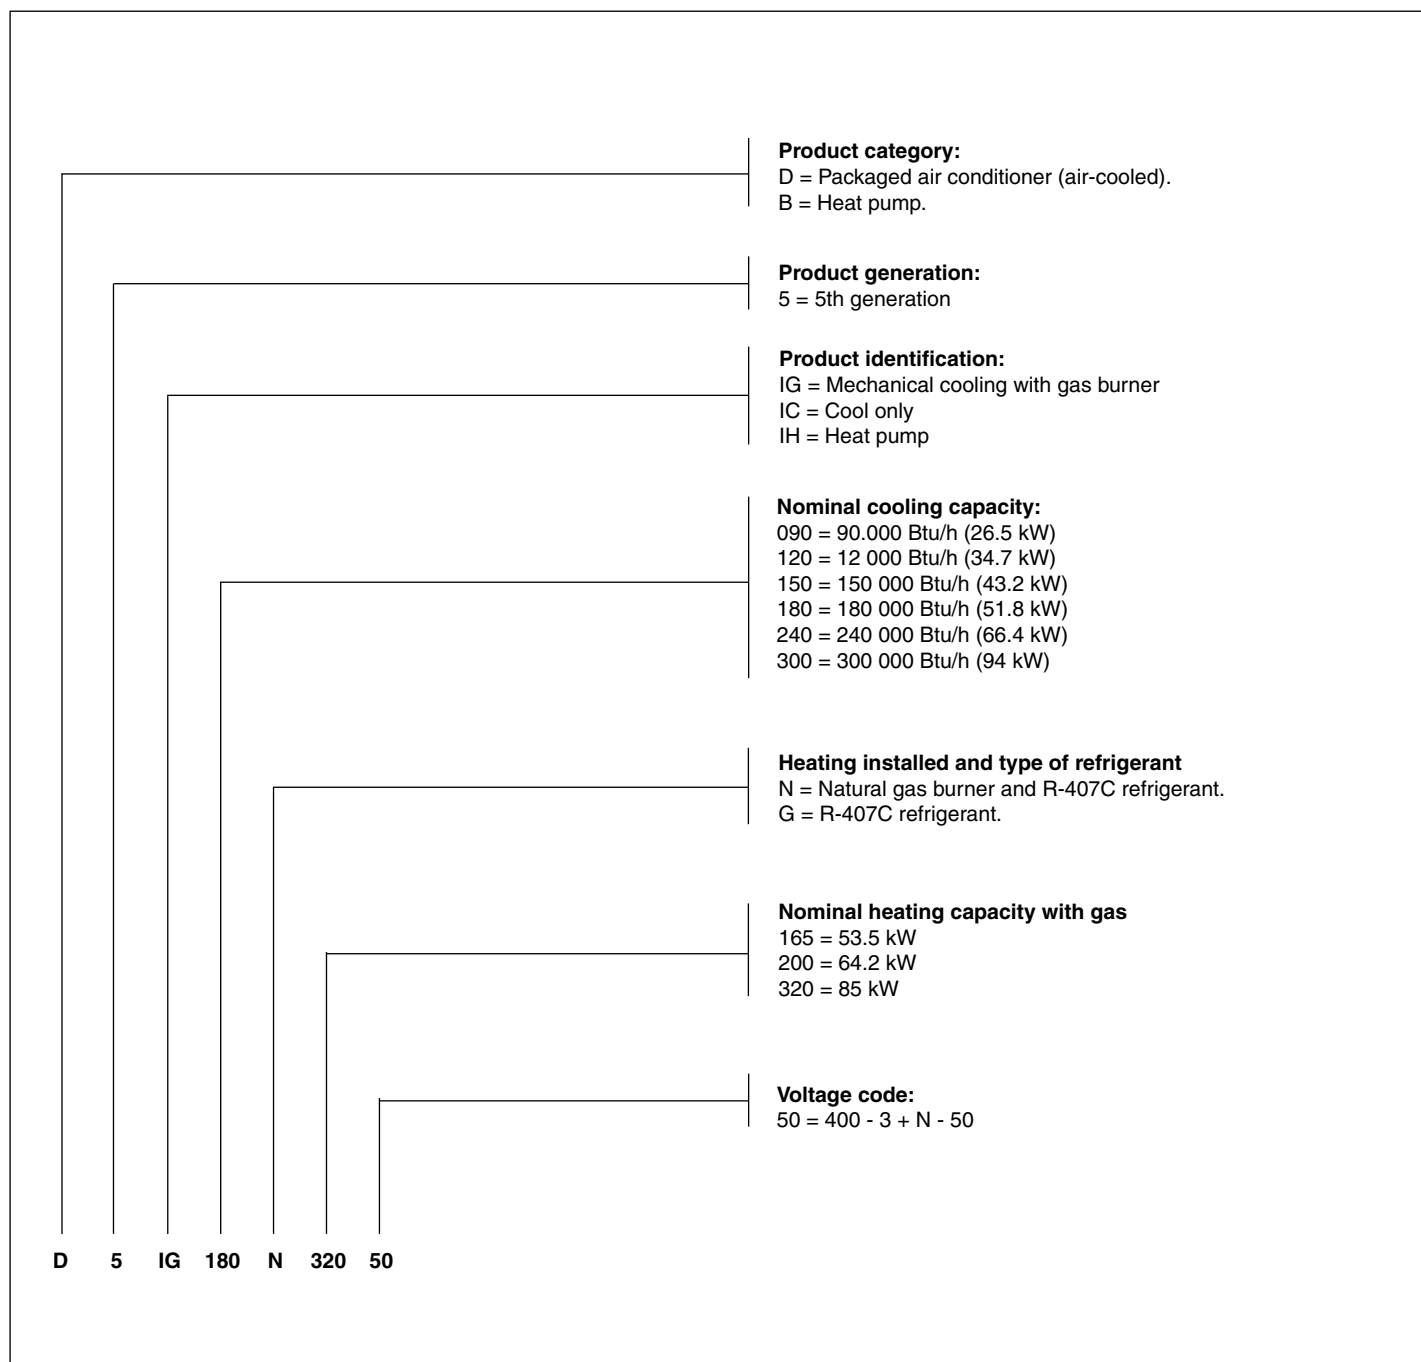 Product category:
D = Packaged air conditioner (air-cooled).
B = Heat pump.
Product generation:
5 = 5th generation
Product identification:
IG = Mechanical cooling with gas burner
IC = Cool only
IH = Heat pump
Nominal cooling capacity:
090 = 90.000 Btu/h (26.5 kW)
120 = 12 000 Btu/h (34.7 kW)
150 = 150 000 Btu/h (43.2 kW)
180 = 180 000 Btu/h (51.8 kW)
240 = 240 000 Btu/h (66.4 kW)
300 = 300 000 Btu/h (94 kW)
Heating installed and type of refrigerant
N = Natural gas burner and R-407C refrigerant.
G = R-407C refrigerant.
Nominal heating capacity with gas
165 = 53.5 kW
200 = 64.2 kW
320 = 85 kW
Voltage code:
50 = 400 - 3 + N - 50
D 5 IG 180 N 320 50